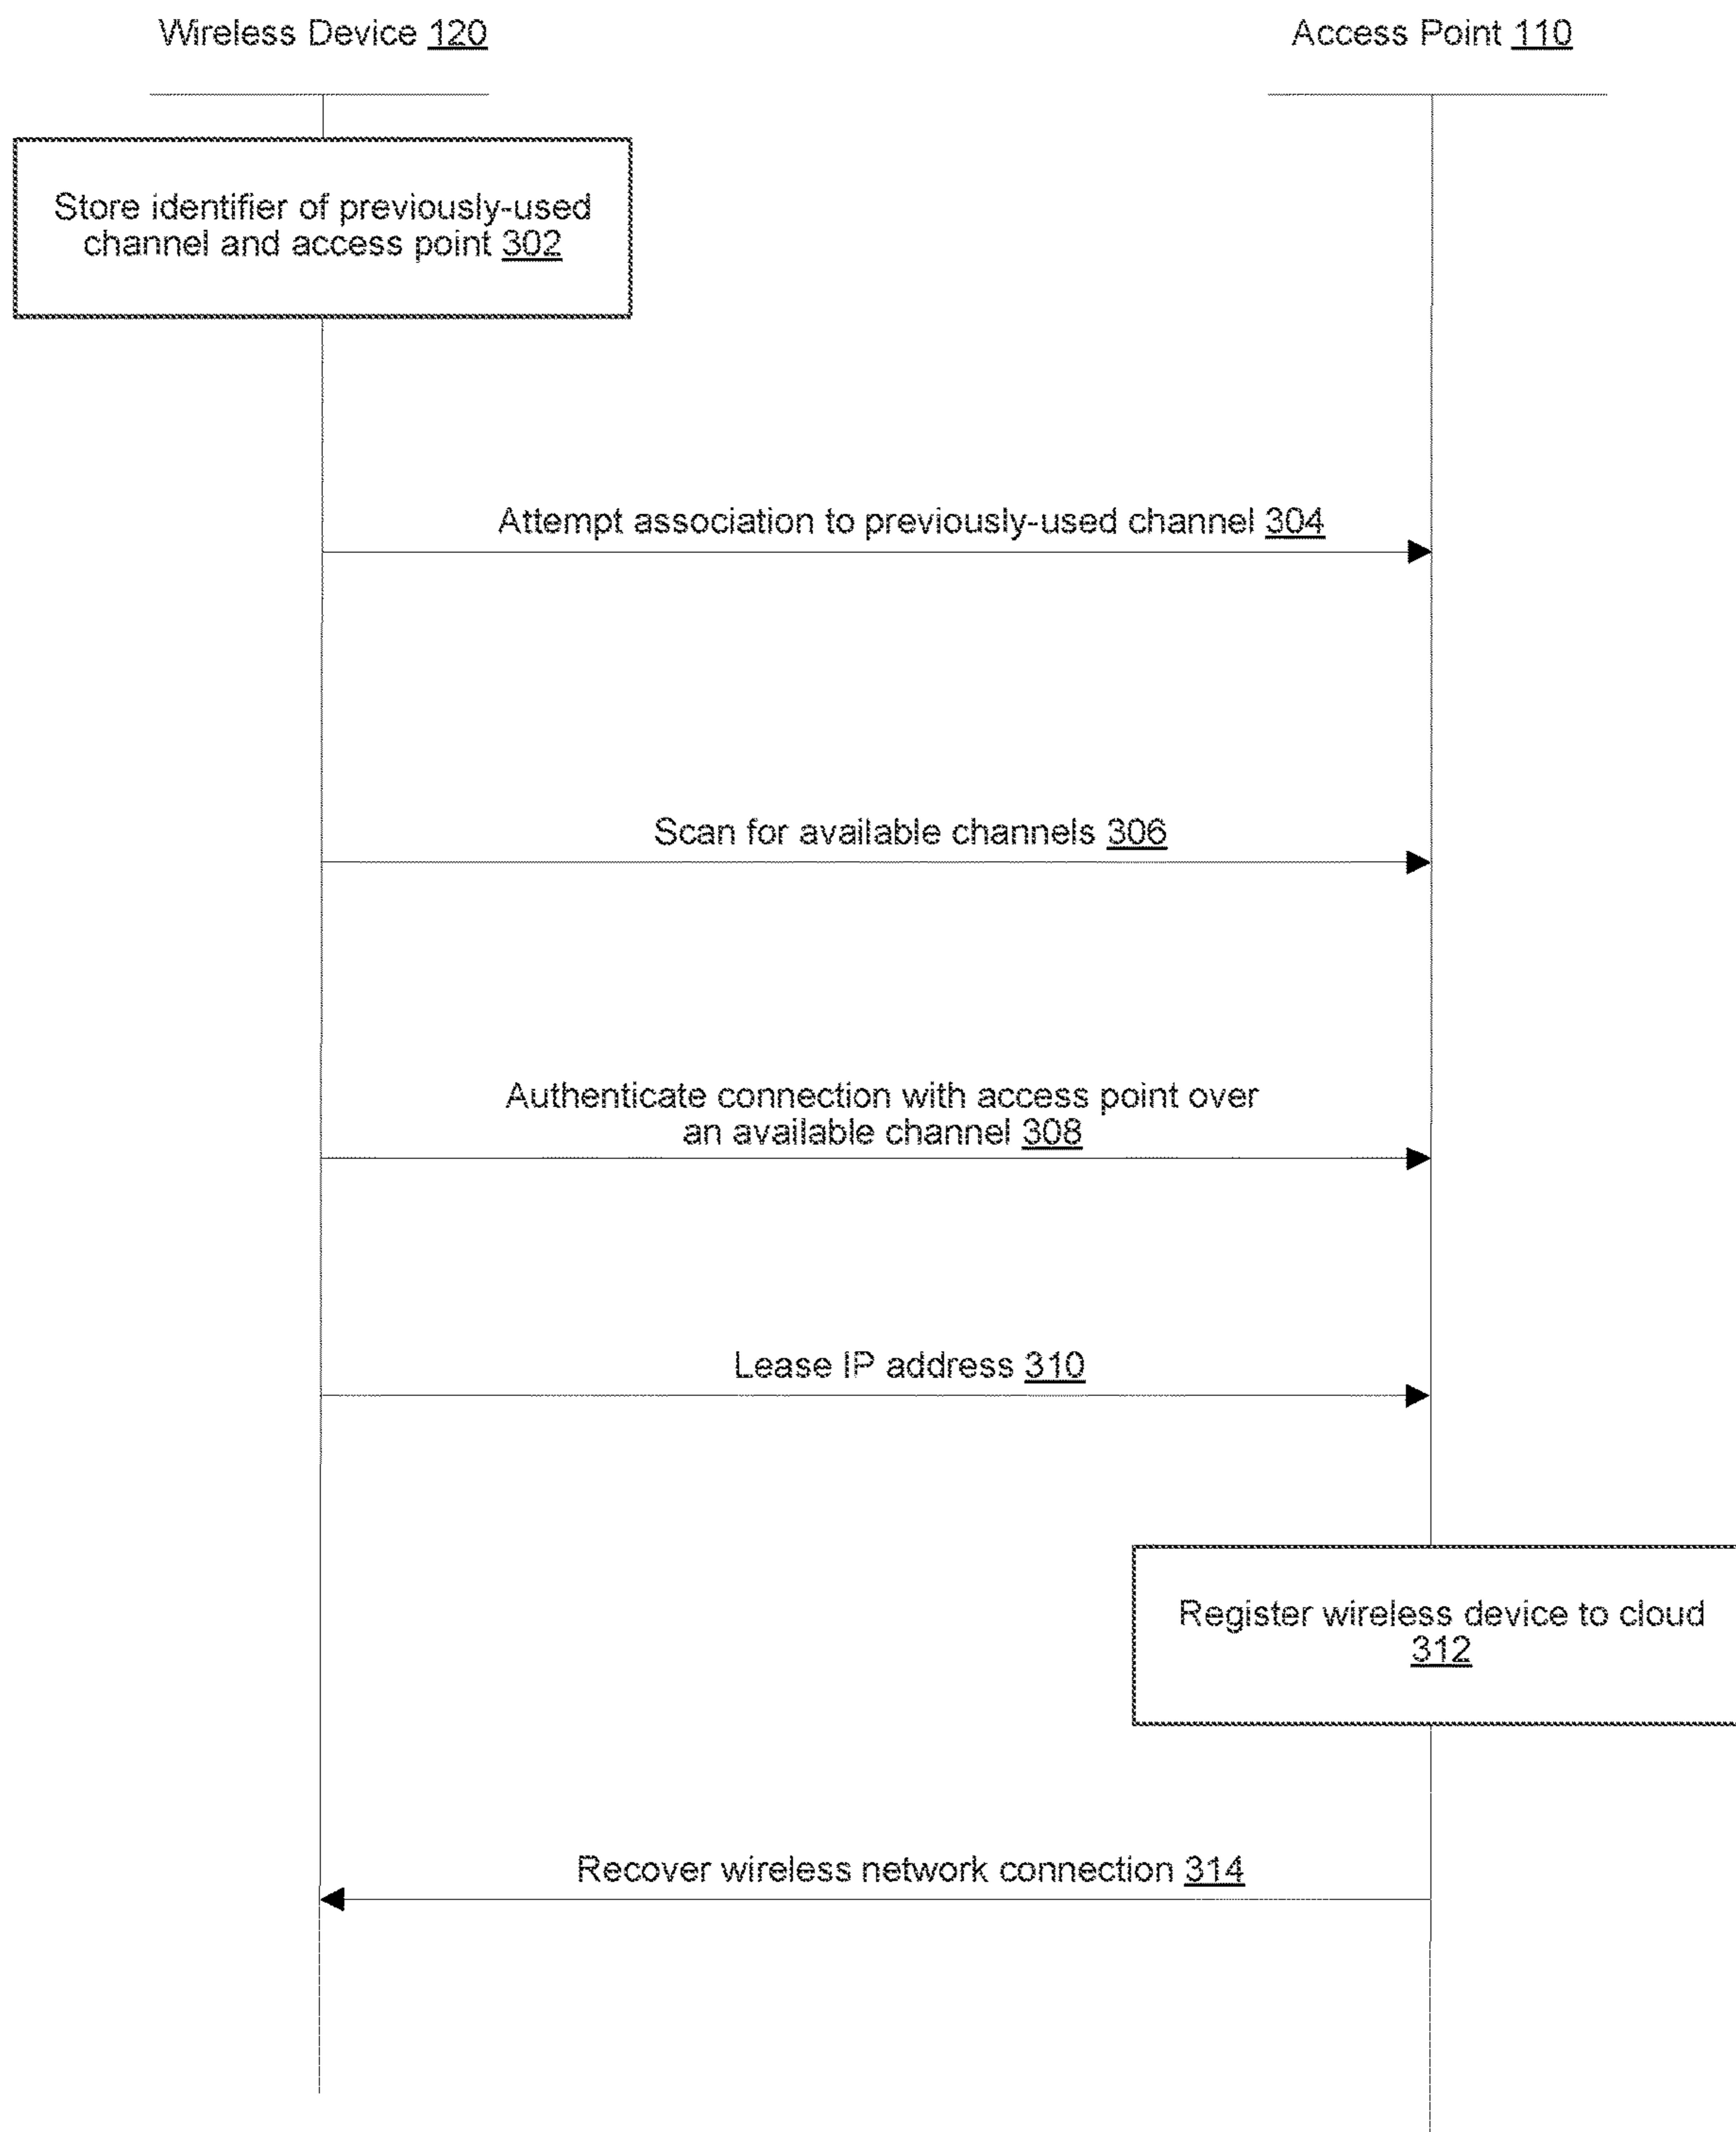 Wireless Device 120
Access Point 110
Store identifier of previously-used
channel and access point 302
Attempt association to previously-used channel 304
Scan for available channels 306
Authenticate connection with access point over
an available channel 308
Lease IP address 310
Register wireless device to cloud
312
Recover wireless network connection 314